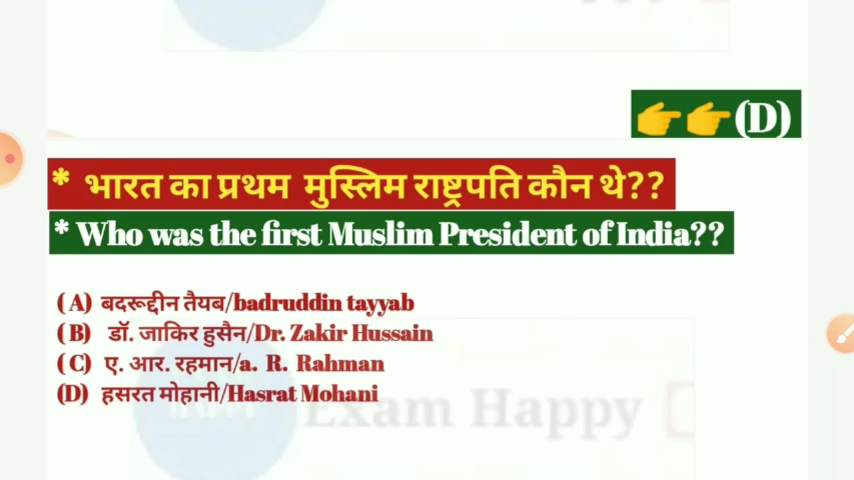 👉👉(D)
* भारत का प्रथम मुस्लिम राष्ट्रपति कौन थे??
* Who was the first Muslim President of India??
(A) बदरूद्दीन तैयब/badruddin tayyab
(B) डॉ. जाकिर हुसैन/Dr. Zakir Hussain
(C) ए. आर. रहमान/a. R. Rahman
(D) हसरत मोहानी/Hasrat Mohani
Exam Happy